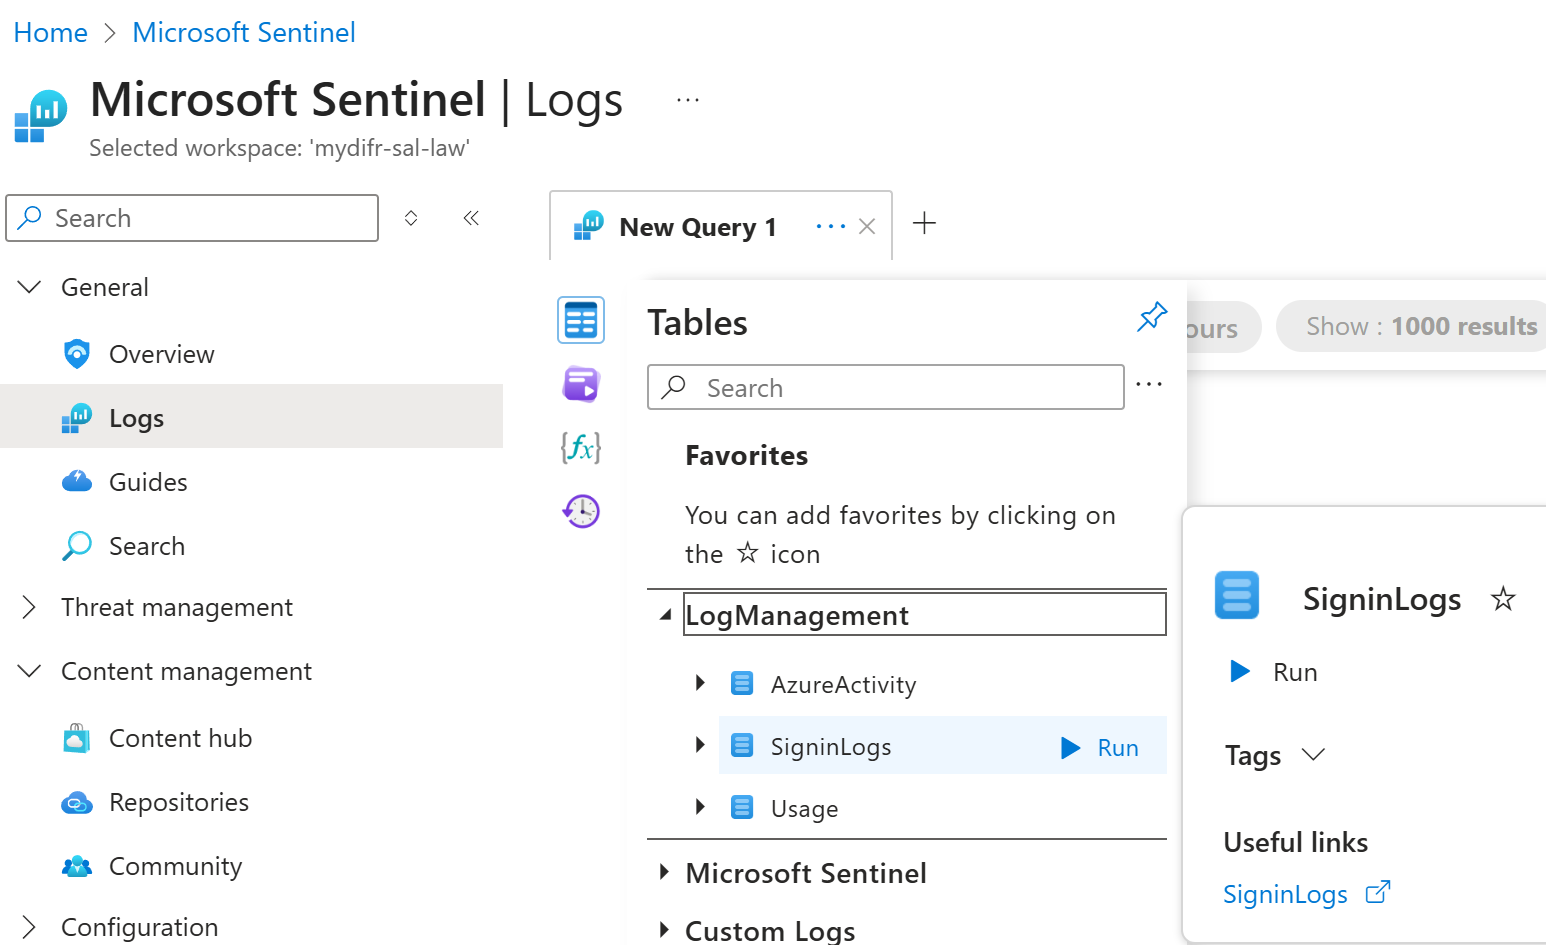 Home > Microsoft Sentinel
Microsoft Sentinel | Logs ...
Selected workspace: 'mydifr-sal-law'
Search
General
Overview
Logs
Guides
Search
Threat management
Content management
Content hub
Repositories
Community
Configuration
New Query 1 ...
Tables
Search ...
Favorites
You can add favorites by clicking on
the ☆ icon
LogManagement
AzureActivity
SigninLogs Run
Usage
Microsoft Sentinel
Custom Logs
{fx}
ours
Show : 1000 results
SigninLogs ☆
Run
Tags
Useful links
SigninLogs